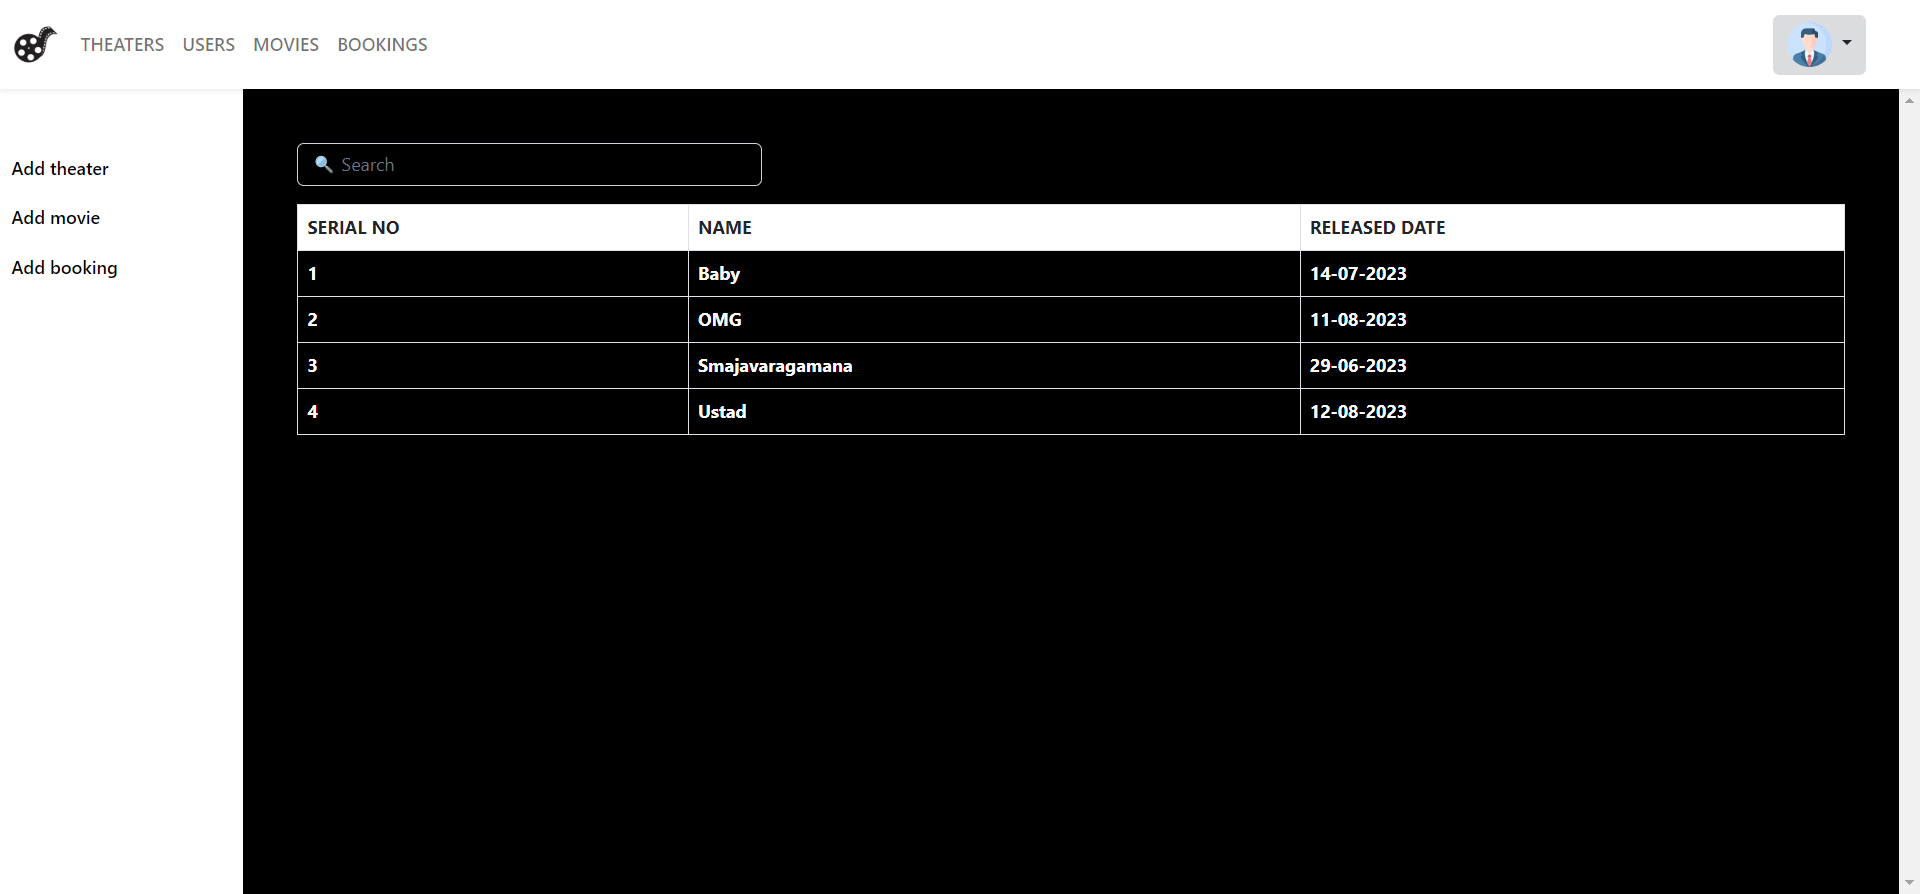 THEATERS USERS MOVIES BOOKINGS
Add theater
Add movie
Add booking
Search
SERIAL NO NAME RELEASED DATE
1 Baby 14-07-2023
2 OMG 11-08-2023
3 Smajavaragamana 29-06-2023
4 Ustad 12-08-2023